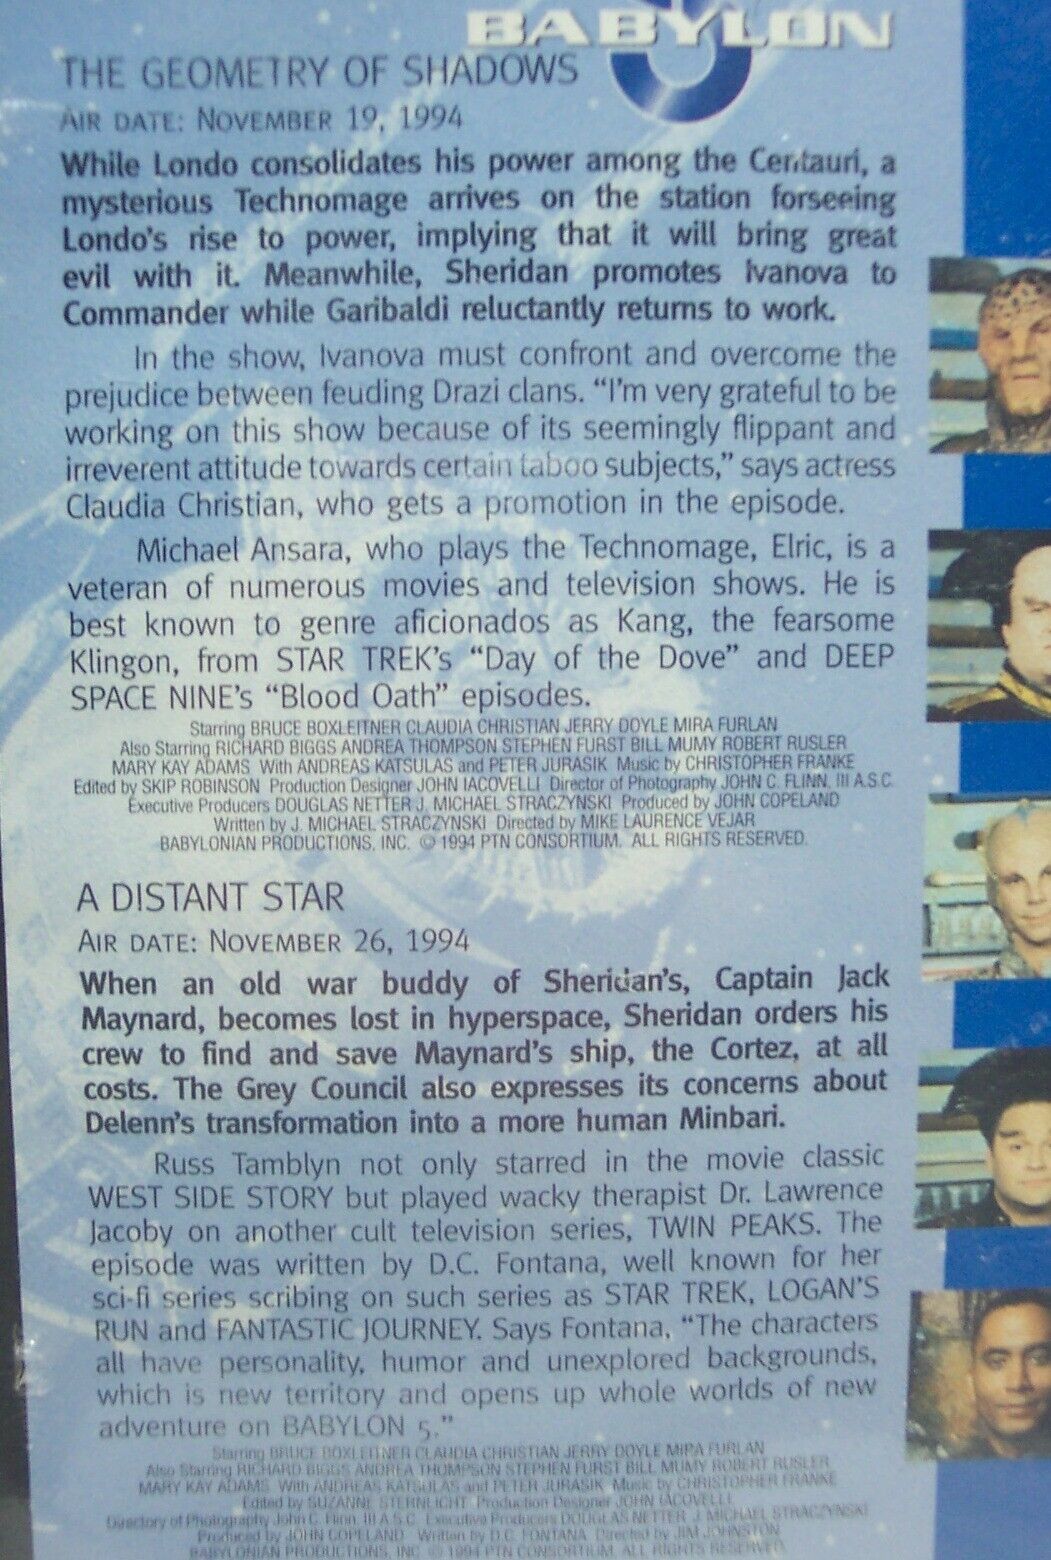 BABYLON 5
THE GEOMETRY OF SHADOWS
AIR DATE: NOVEMBER 19, 1994
While Londo consolidates his power among the Centauri, a
mysterious Technomage arrives on the station forseeing
Londo's rise to power, implying that it will bring great
evil with it. Meanwhile, Sheridan promotes Ivanova to
Commander while Garibaldi reluctantly returns to work.
In the show, Ivanova must confront and overcome the
prejudice between feuding Drazi clans. "I'm very grateful to be
working on this show because of its seemingly flippant and
irreverent attitude towards certain taboo subjects," says actress
Claudia Christian, who gets a promotion in the episode.
Michael Ansara, who plays the Technomage, Elric, is a
veteran of numerous movies and television shows. He is
best known to genre aficionados as Kang, the fearsome
Klingon, from STAR TREK's "Day of the Dove" and DEEP
SPACE NINE's "Blood Oath" episodes.
Starring BRUCE BOXLEITNER CLAUDIA CHRISTIAN JERRY DOYLE MIRA FURLAN
Also Starring RICHARD BIGGS ANDREA THOMPSON STEPHEN FURST BILL MUMY ROBERT RUSLER
MARY KAY ADAMS With ANDREAS KATSULAS and PETER JURASIK Music by CHRISTOPHER FRANKE
Edited by SKIP ROBINSON Production Designer JOHN IACOVELLI Director of Photography JOHN C. FLINN, III A.S.C.
Executive Producers DOUGLAS NETTER J. MICHAEL STRACZYNSKI Produced by JOHN COPELAND
Written by J. MICHAEL STRACZYNSKI Directed by MIKE LAURENCE VEJAR
BABYLONIAN PRODUCTIONS, INC. © 1994 PTN CONSORTIUM. ALL RIGHTS RESERVED.
A DISTANT STAR
AIR DATE: NOVEMBER 26, 1994
When an old war buddy of Sheridan's, Captain Jack
Maynard, becomes lost in hyperspace, Sheridan orders his
crew to find and save Maynard's ship, the Cortez, at all
costs. The Grey Council also expresses its concerns about
Delenn's transformation into a more human Minbari.
Russ Tamblyn not only starred in the movie classic
WEST SIDE STORY but played wacky therapist Dr. Lawrence
Jacoby on another cult television series, TWIN PEAKS. The
episode was written by D.C. Fontana, well known for her
sci-fi series scribing on such series as STAR TREK, LOGAN'S
RUN and FANTASTIC JOURNEY. Says Fontana, "The characters
all have personality, humor and unexplored backgrounds,
which is new territory and opens up whole worlds of new
adventure on BABYLON 5."
Starring BRUCE BOXLEITNER CLAUDIA CHRISTIAN JERRY DOYLE MIRA FURLAN
Also Starring RICHARD BIGGS ANDREA THOMPSON STEPHEN FURST BILL MUMY ROBERT RUSLER
MARY KAY ADAMS With ANDREAS KATSULAS and PETER JURASIK Music by CHRISTOPHER FRANKE
Edited by SUZANNE STERNLICHT Production Designer JOHN IACOVELLI
Directory of Photography John C. Flinn, III A.S.C. Executive Producers DOUGLAS NETTER J. MICHAEL STRACZYNSKI
Produced by JOHN COPELAND Written by D.C. FONTANA Directed by JIM JOHNSTON
BABYLONIAN PRODUCTIONS, INC. © 1994 PTN CONSORTIUM. ALL RIGHTS RESERVED.